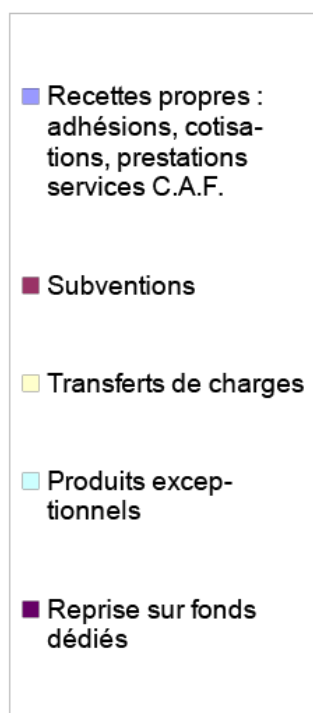 Recettes propres :
adhésions, cotisa-
tions, prestations
services C.A.F.
Subventions
Transferts de charges
Produits excep-
tionnels
Reprise sur fonds
dédiés